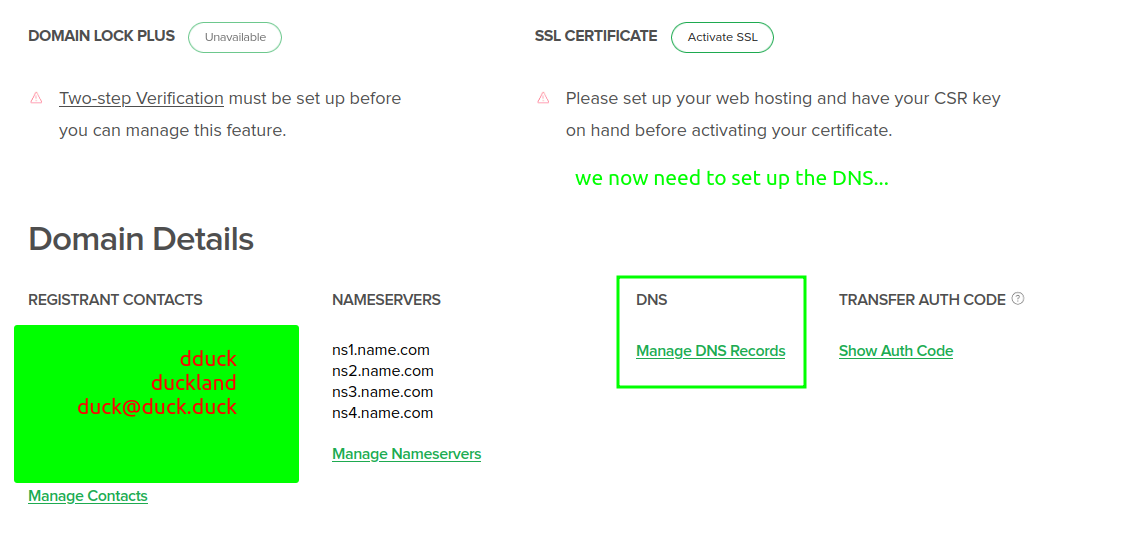 DOMAIN LOCK PLUS Unavailable
Two-step Verification must be set up before
you can manage this feature.
SSL CERTIFICATE Activate SSL
Please set up your web hosting and have your CSR key
on hand before activating your certificate.
we now need to set up the DNS...
Domain Details
REGISTRANT CONTACTS
dduck
duckland
duck@duck.duck
Manage Contacts
NAMESERVERS
ns1.name.com
ns2.name.com
ns3.name.com
ns4.name.com
Manage Nameservers
DNS
Manage DNS Records
TRANSFER AUTH CODE ?
Show Auth Code